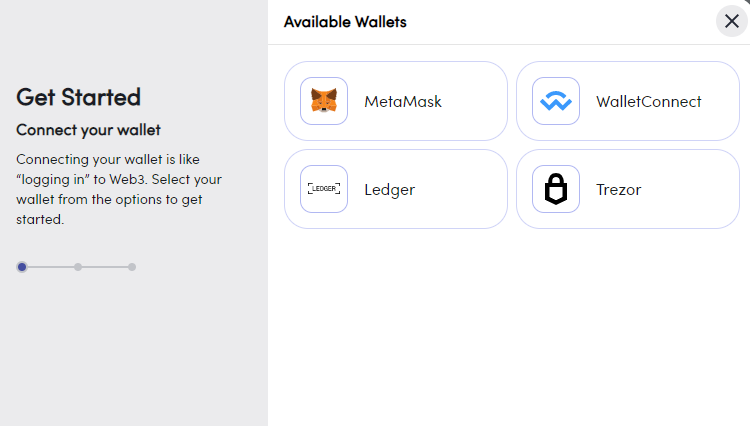 Available Wallets
Get Started
Connect your wallet
Connecting your wallet is like
“logging in” to Web3. Select your
wallet from the options to get
started.
MetaMask
WalletConnect
LEDGER
Ledger
Trezor